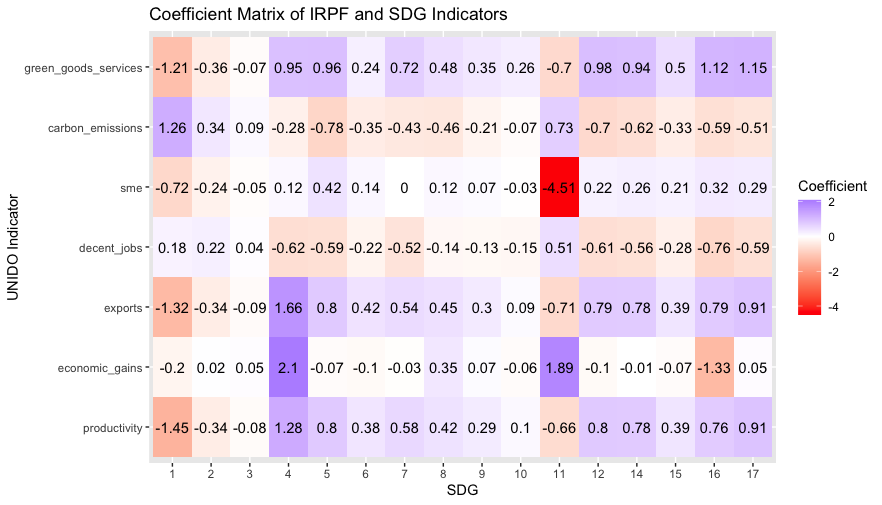 Coefficient Matrix of IRPF and SDG Indicators
UNIDO Indicator
green_goods_services -1.21 -0.36 -0.07 0.95 0.96 0.24 0.72 0.48 0.35 0.26 -0.7 0.98 0.94 0.5 1.12 1.15
carbon_emissions 1.26 0.34 0.09 -0.28 -0.78 -0.35 -0.43 -0.46 -0.21 -0.07 0.73 -0.7 -0.62 -0.33 -0.59 -0.51
sme -0.72 -0.24 -0.05 0.12 0.42 0.14 0 0.12 0.07 -0.03 -4.51 0.22 0.26 0.21 0.32 0.29
decent_jobs 0.18 0.22 0.04 -0.62 -0.59 -0.22 -0.52 -0.14 -0.13 -0.15 0.51 -0.61 -0.56 -0.28 -0.76 -0.59
exports -1.32 -0.34 -0.09 1.66 0.8 0.42 0.54 0.45 0.3 0.09 -0.71 0.79 0.78 0.39 0.79 0.91
economic_gains -0.2 0.02 0.05 2.1 -0.07 -0.1 -0.03 0.35 0.07 -0.06 1.89 -0.1 -0.01 -0.07 -1.33 0.05
productivity -1.45 -0.34 -0.08 1.28 0.8 0.38 0.58 0.42 0.29 0.1 -0.66 0.8 0.78 0.39 0.76 0.91
1 2 3 4 5 6 7 8 9 10 11 12 14 15 16 17
SDG
Coefficient
2
0
-2
-4